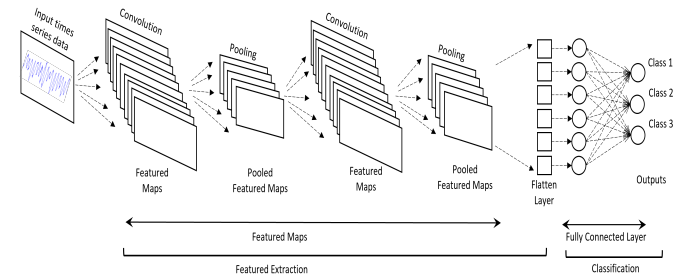 Input times
series data
Convolution
Pooling
Convolution
Pooling
Class 1
Class 2
Class 3
Featured
Maps
Pooled
Featured Maps
Featured
Maps
Pooled
Featured Maps
Flatten
Layer
Outputs
Featured Maps
Fully Connected Layer
Featured Extraction
Classification